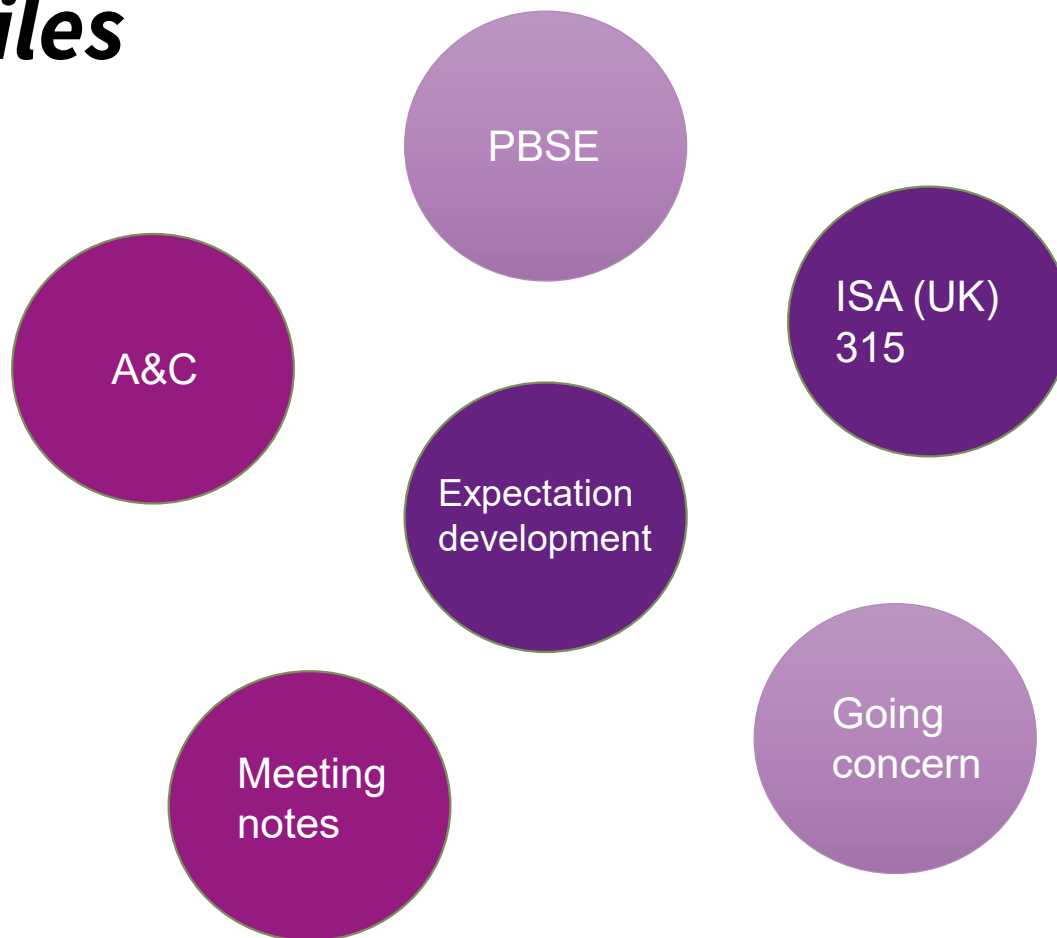 iles
PBSE
ISA (UK)
315
A&C
Expectation
development
Going
concern
Meeting
notes